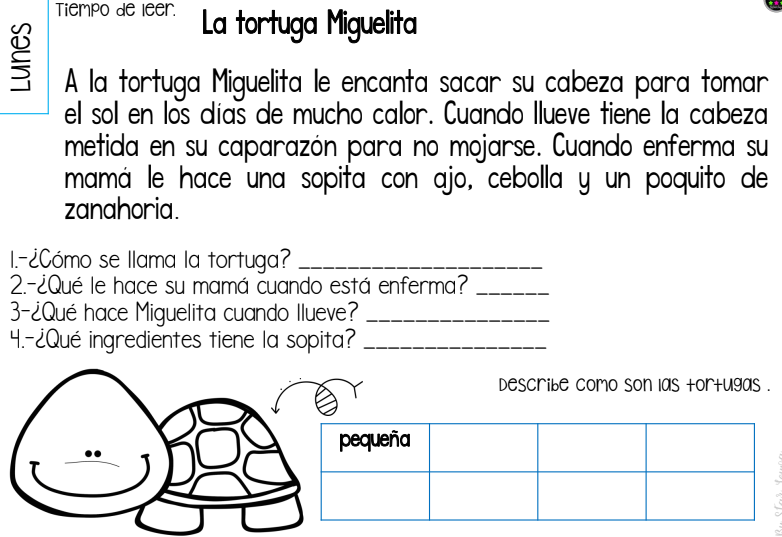 Tiempo de leer.
La tortuga Miguelita
Lunes
A la tortuga Miguelita le encanta sacar su cabeza para tomar
el sol en los días de mucho calor. Cuando llueve tiene la cabeza
metida en su caparazón para no mojarse. Cuando enferma su
mamá le hace una sopita con ajo, cebolla y un poquito de
zanahoria.
1.-¿Cómo se llama la tortuga? ____________________
2.-¿Qué le hace su mamá cuando está enferma? ______
3-¿Qué hace Miguelita cuando llueve? _______________
4.-¿Qué ingredientes tiene la sopita? _______________
Describe como son las tortugas .
pequeña